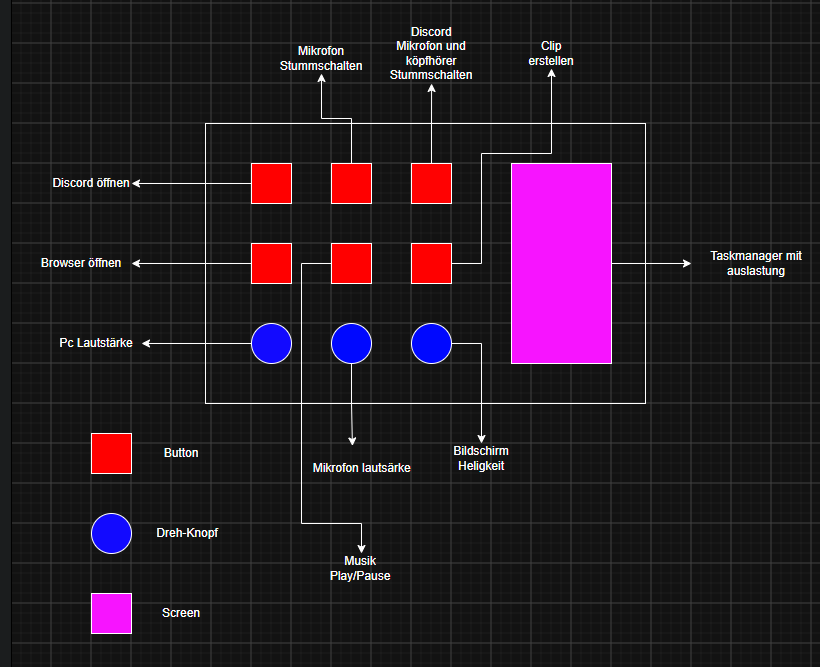 Mikrofon
Stummschalten
Discord
Mikrofon und
köpfhörer
Stummschalten
Clip
erstellen
Discord öffnen
Browser öffnen
Taskmanager mit
auslastung
Pc Lautstärke
Mikrofon lautsärke
Bildschirm
Heligkeit
Button
Dreh-Knopf
Musik
Play/Pause
Screen